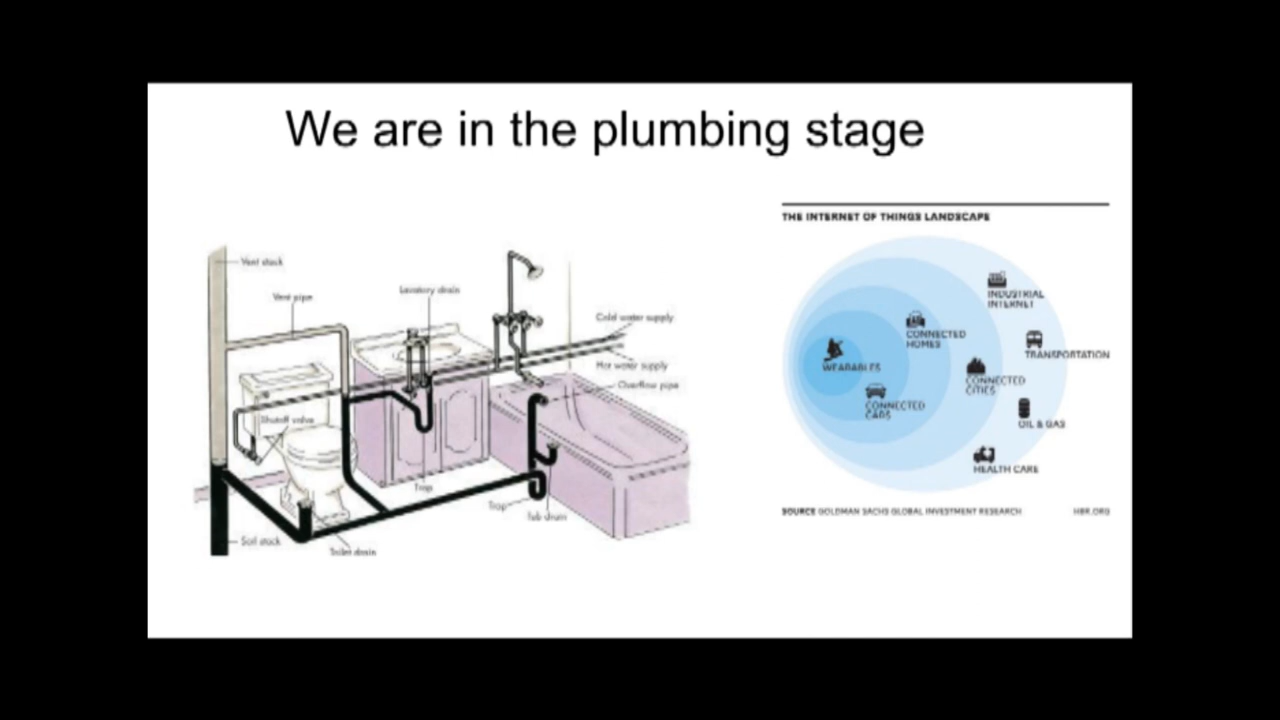 We are in the plumbing stage
Vent stack
Vent pipe
Lavatory drain
Cold water supply
Hot water supply
Overflow pipe
Shutoff valve
Trap
Trap
Tub drain
Soil stack
Toilet drain
THE INTERNET OF THINGS LANDSCAPE
INDUSTRIAL
INTERNET
CONNECTED
HOMES
TRANSPORTATION
WEARABLES
CONNECTED
CITIES
CONNECTED
CARS
OIL & GAS
HEALTH CARE
SOURCE GOLDMAN SACHS GLOBAL INVESTMENT RESEARCH
HBR.ORG